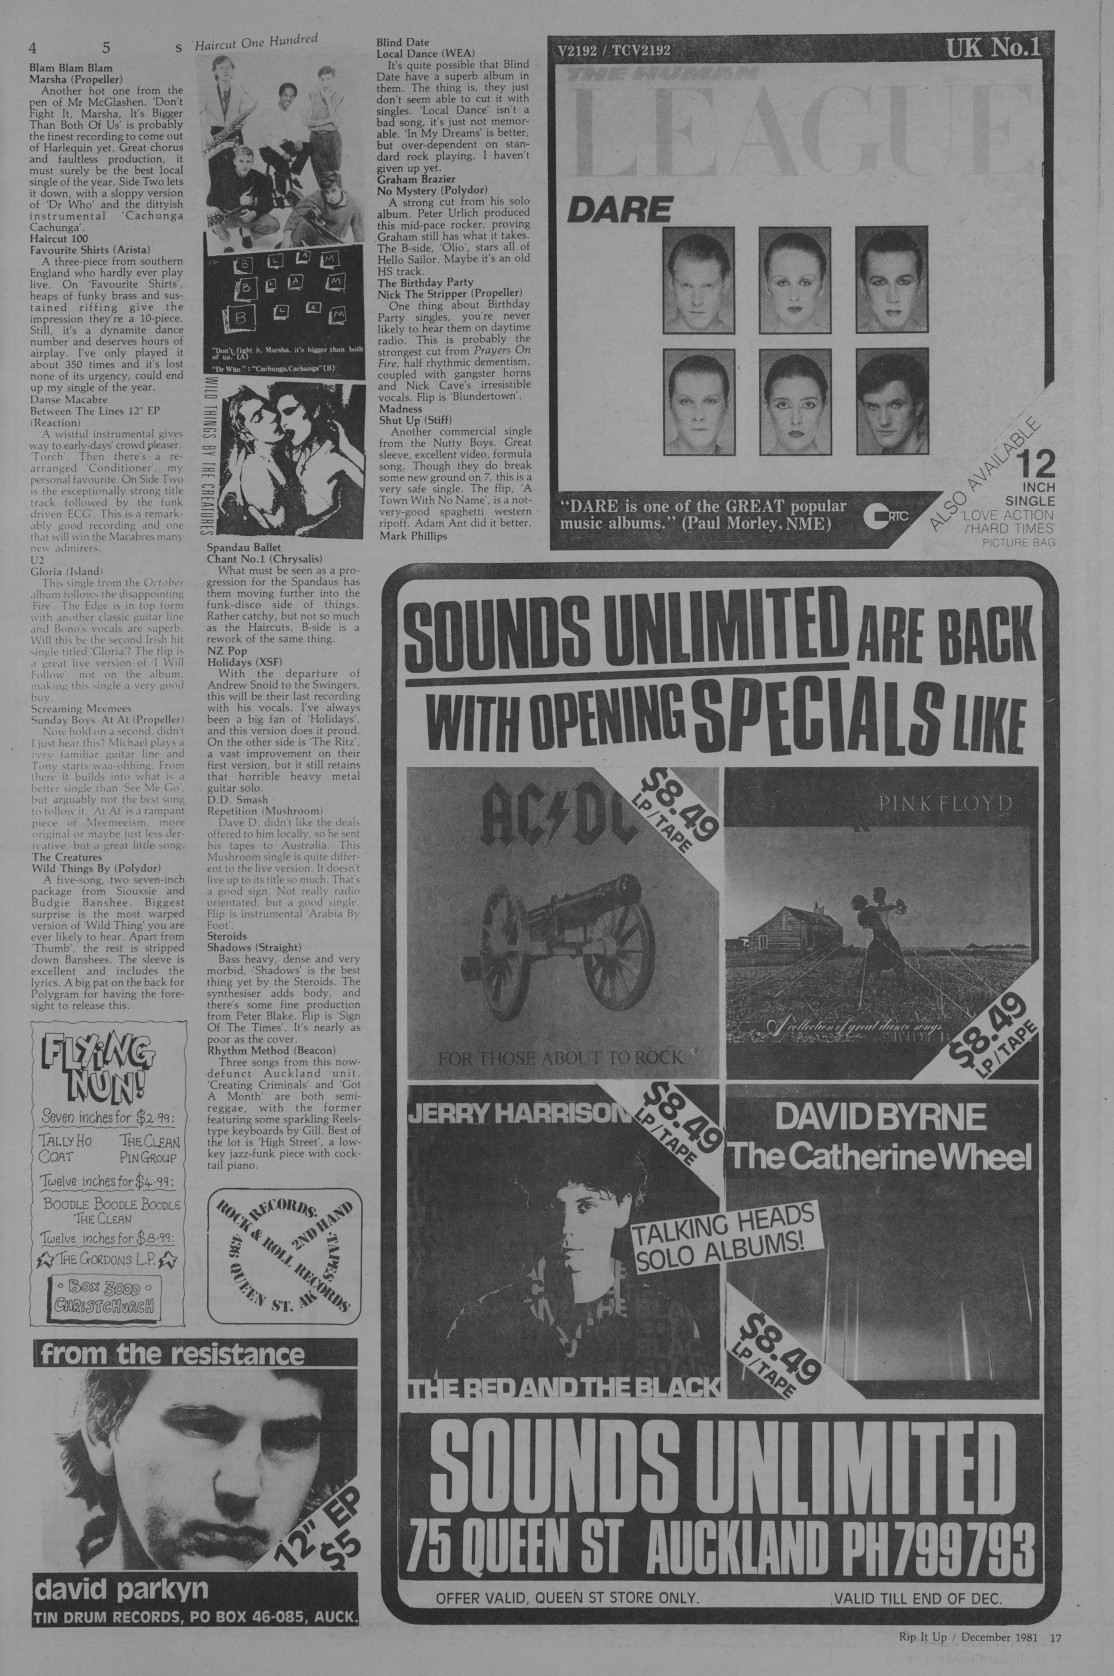 4 5 s
Blam Blam Blam
Marsha (Propeller)
Another hot one from the
pen of Mr McGlashen. 'Don't
Fight It, Marsha, It's Bigger
Than Both Of Us' is probably
the finest recording to come out
of Harlequin yet. Great chorus
and faultless production, it
must surely be the best local
single of the year. Side Two lets
it down, with a sloppy version
of 'Dr Who' and the dittyish
instrumental 'Cachunga
Cachunga'.
Haircut 100
Favourite Shirts (Arista)
A three-piece from southern
England who hardly ever play
live. On 'Favourite Shirts',
heaps of funky brass and sus-
tained riffing give the
impression they're a 10-piece.
Still, it's a dynamite dance
number and deserves hours of
airplay. I've only played it
about 350 times and it's lost
none of its urgency, could end
up my single of the year.
Danse Macabre
Between The Lines 12" EP
(Reaction)
A wistful instrumental gives
way to early-days' crowd pleaser,
'Torch'. Then there's a re-
arranged 'Conditioner', my
personal favourite. On Side Two
is the exceptionally strong title
track followed by the funk
driven 'ECG'. This is a remark-
ably good recording and one
that will win the Macabres many
new admirers.
U2
Gloria (Island)
This single from the October
album follows the disappointing
'Fire'. The Edge is in top form
with another classic guitar line
and Bono's vocals are superb.
Will this be the second Irish hit
single titled 'Gloria'? The flip is
a great live version of 'I Will
Follow', not on the album,
making this single a very good
buy.
Screaming Meemees
Sunday Boys At At (Propeller)
Now hold on a second, didn't
I just hear this? Michael plays a
very familiar guitar line and
Tony starts waa-ohhing. From
there it builds into what is a
better single than 'See Me Go',
but arguably not the best song
to follow it. 'At At' is a rampant
piece of Meemeeism, more
original or maybe just less der-
ivative, but a great little song.
The Creatures
Wild Things By (Polydor)
A five-song, two seven-inch
package from Siouxsie and
Budgie Banshee. Biggest
surprise is the most warped
version of 'Wild Thing' you are
ever likely to hear. Apart from
'Thumb', the rest is stripped
down Banshees. The sleeve is
excellent and includes the
lyrics. A big pat on the back for
Polygram for having the fore-
sight to release this.
FLYING
NUN!
Seven inches for $2.99:
TALLY HO THE CLEAN
COAT PIN GROUP
Twelve inches for $4.99:
BOODLE BOODLE BOODLE
THE CLEAN
Twelve inches for $8.99:
THE GORDONS L.P.
• BOX 3000 •
CHRISTCHURCH
from the resistance
12" EP
$5
david parkyn
TIN DRUM RECORDS, PO BOX 46-085, AUCK.
Haircut One Hundred
B L A M
B L A M
B L A M
"Don't fight it, Marsha, it's bigger than both
of us."(A)
"Dr Who":"Cachunga,Cachunga"(B)
WILD THINGS BY THE CREATURES
Spandau Ballet
Chant No.1 (Chrysalis)
What must be seen as a pro-
gression for the Spandaus has
them moving further into the
funk-disco side of things.
Rather catchy, but not so much
as the Haircuts. B-side is a
rework of the same thing.
NZ Pop
Holidays (XSF)
With the departure of
Andrew Snoid to the Swingers,
this will be their last recording
with his vocals. I've always
been a big fan of 'Holidays',
and this version does it proud.
On the other side is 'The Ritz',
a vast improvement on their
first version, but it still retains
that horrible heavy metal
guitar solo.
D.D. Smash
Repetition (Mushroom)
Dave D. didn't like the deals
offered to him locally, so he sent
his tapes to Australia. This
Mushroom single is quite differ-
ent to the live version. It doesn't
live up to its title so much. That's
a good sign. Not really radio
orientated, but a good single.
Flip is instrumental 'Arabia By
Foot'.
Steroids
Shadows (Straight)
Bass heavy, dense and very
morbid, 'Shadows' is the best
thing yet by the Steroids. The
synthesiser adds body, and
there's some fine production
from Peter Blake. Flip is 'Sign
Of The Times'. It's nearly as
poor as the cover.
Rhythm Method (Beacon)
Three songs from this now-
defunct Auckland unit.
'Creating Criminals' and 'Got
A Month' are both semi-
reggae, with the former
featuring some sparkling Reels-
type keyboards by Gill. Best of
the lot is 'High Street', a low-
key jazz-funk piece with cock-
tail piano.
RECORDS·
2ND HAND
·TAPES·
ROCK & ROLL RECORDS
436 QUEEN ST. AK
Blind Date
Local Dance (WEA)
It's quite possible that Blind
Date have a superb album in
them. The thing is, they just
don't seem able to cut it with
singles. 'Local Dance' isn't a
bad song, it's just not memor-
able. 'In My Dreams' is better,
but over-dependent on stan-
dard rock playing. I haven't
given up yet.
Graham Brazier
No Mystery (Polydor)
A strong cut from his solo
album. Peter Urlich produced
this mid-pace rocker, proving
Graham still has what it takes.
The B-side, 'Olio', stars all of
Hello Sailor. Maybe it's an old
HS track.
The Birthday Party
Nick The Stripper (Propeller)
One thing about Birthday
Party singles, you're never
likely to hear them on daytime
radio. This is probably the
strongest cut from Prayers On
Fire, half rhythmic dementism,
coupled with gangster horns
and Nick Cave's irresistible
vocals. Flip is 'Blundertown'.
Madness
Shut Up (Stiff)
Another commercial single
from the Nutty Boys. Great
sleeve, excellent video, formula
song. Though they do break
some new ground on 7, this is a
very safe single. The flip, 'A
Town With No Name', is a not-
very-good spaghetti western
ripoff. Adam Ant did it better.
Mark Phillips
V2192 / TCV2192 UK No.1
THE HUMAN
LEAGUE
DARE
"DARE is one of the GREAT popular
music albums." (Paul Morley, NME)
RTC
ALSO AVAILABLE
12
INCH
SINGLE
'LOVE ACTION
/HARD TIMES'
PICTURE BAG
SOUNDS UNLIMITED ARE BACK
WITH OPENING SPECIALS LIKE
AC/DC
$8.49
LP/TAPE
FOR THOSE ABOUT TO ROCK
PINK FLOYD
A collection of great dance songs
$8.49
LP/TAPE
JERRY HARRISON
$8.49
LP/TAPE
THE RED AND THE BLACK
DAVID BYRNE
The Catherine Wheel
TALKING HEADS
SOLO ALBUMS!
$8.49
LP/TAPE
SOUNDS UNLIMITED
75 QUEEN ST AUCKLAND PH 799 793
OFFER VALID, QUEEN ST STORE ONLY. VALID TILL END OF DEC.
Rip It Up / December 1981 17